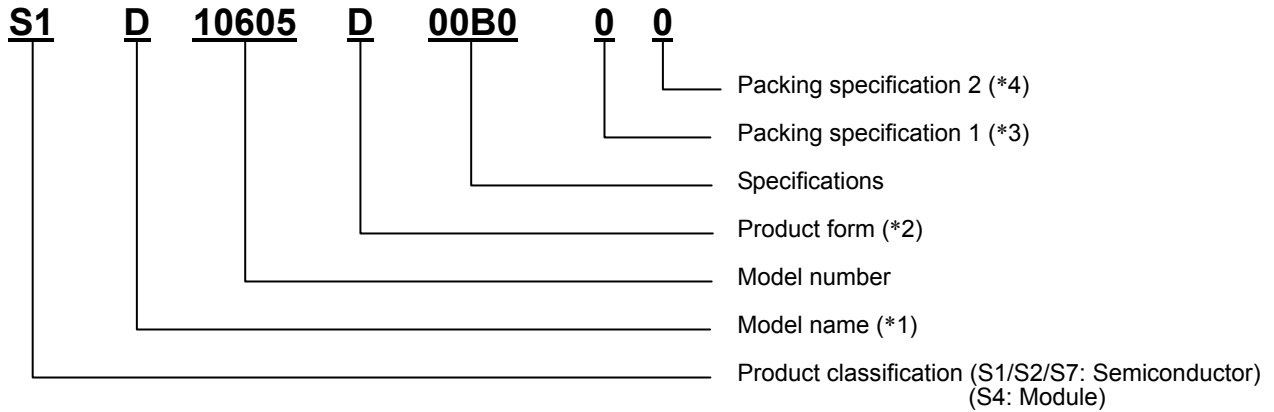 S1 D 10605 D 00B0 0 0
Packing specification 2 (*4)
Packing specification 1 (*3)
Specifications
Product form (*2)
Model number
Model name (*1)
Product classification (S1/S2/S7: Semiconductor)
(S4: Module)